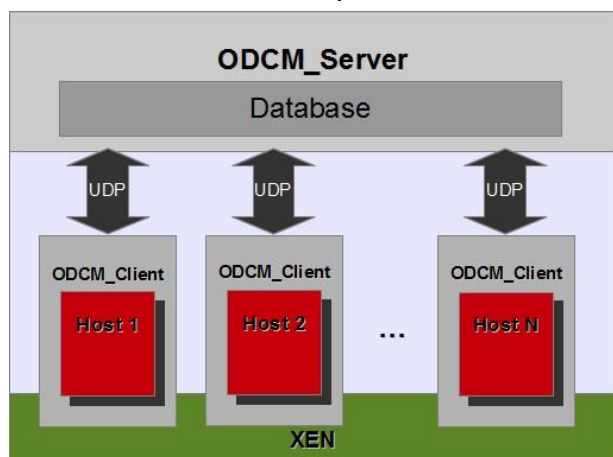 ODCM_Server
Database
UDP
UDP
UDP
ODCM_Client
ODCM_Client
ODCM_Client
Host 1
Host 2
...
Host N
XEN